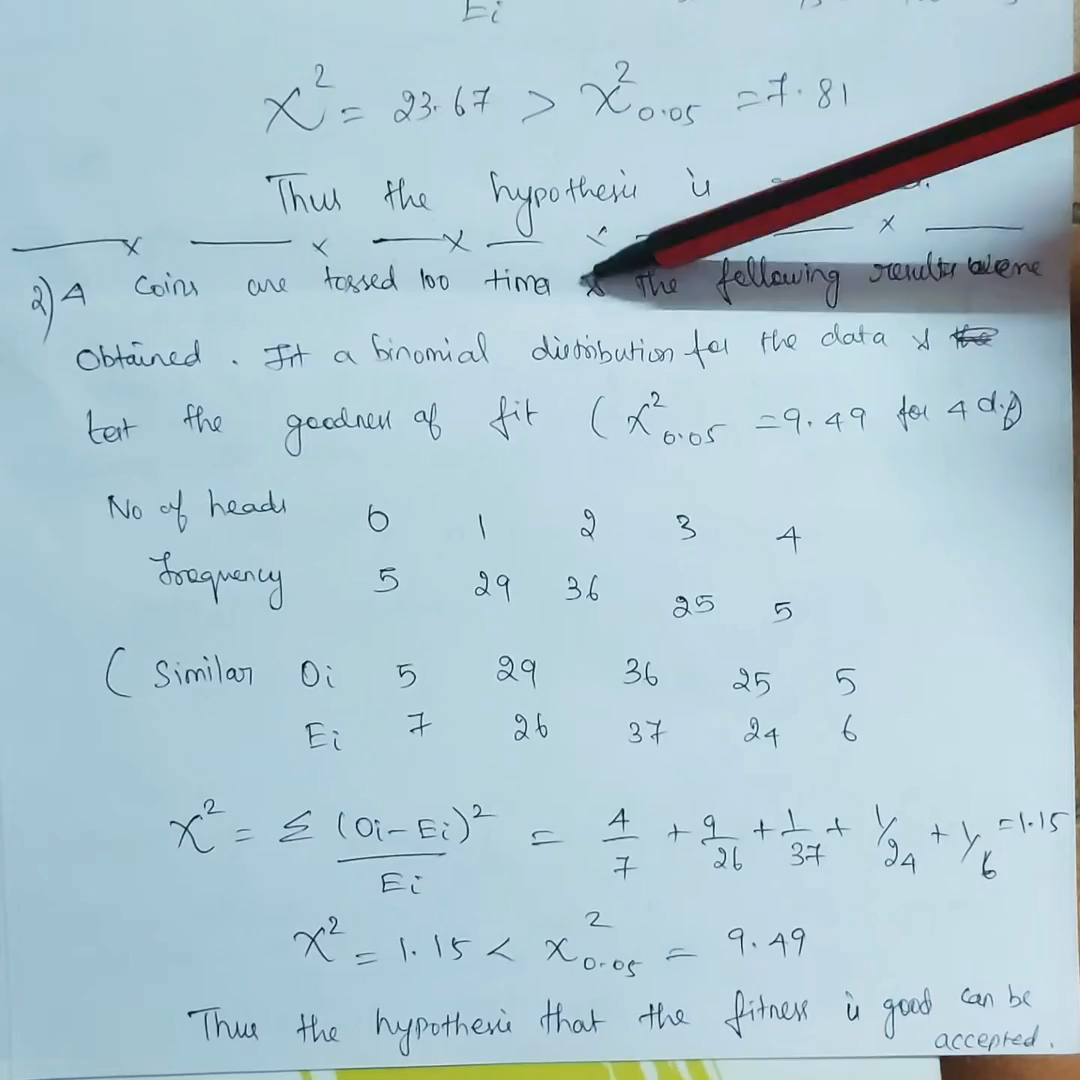 Ei
χ² = 23.67 > χ²0.05 = 7.81
Thus the hypothesis is
2) 4 Coins are tossed 100 times & the following results were
Obtained. Fit a binomial distribution for the data &
test the goodness of fit (χ²0.05 = 9.49 for 4 d.f)
No of heads 0 1 2 3 4
Frequency 5 29 36 25 5
(Similar Oi 5 29 36 25 5
Ei 7 26 37 24 6
χ² = Σ (Oi-Ei)²/Ei = 4/7 + 9/26 + 1/37 + 1/24 + 1/6 = 1.15
χ² = 1.15 < χ²0.05 = 9.49
Thus the hypothesis that the fitness is good can be
accepted.